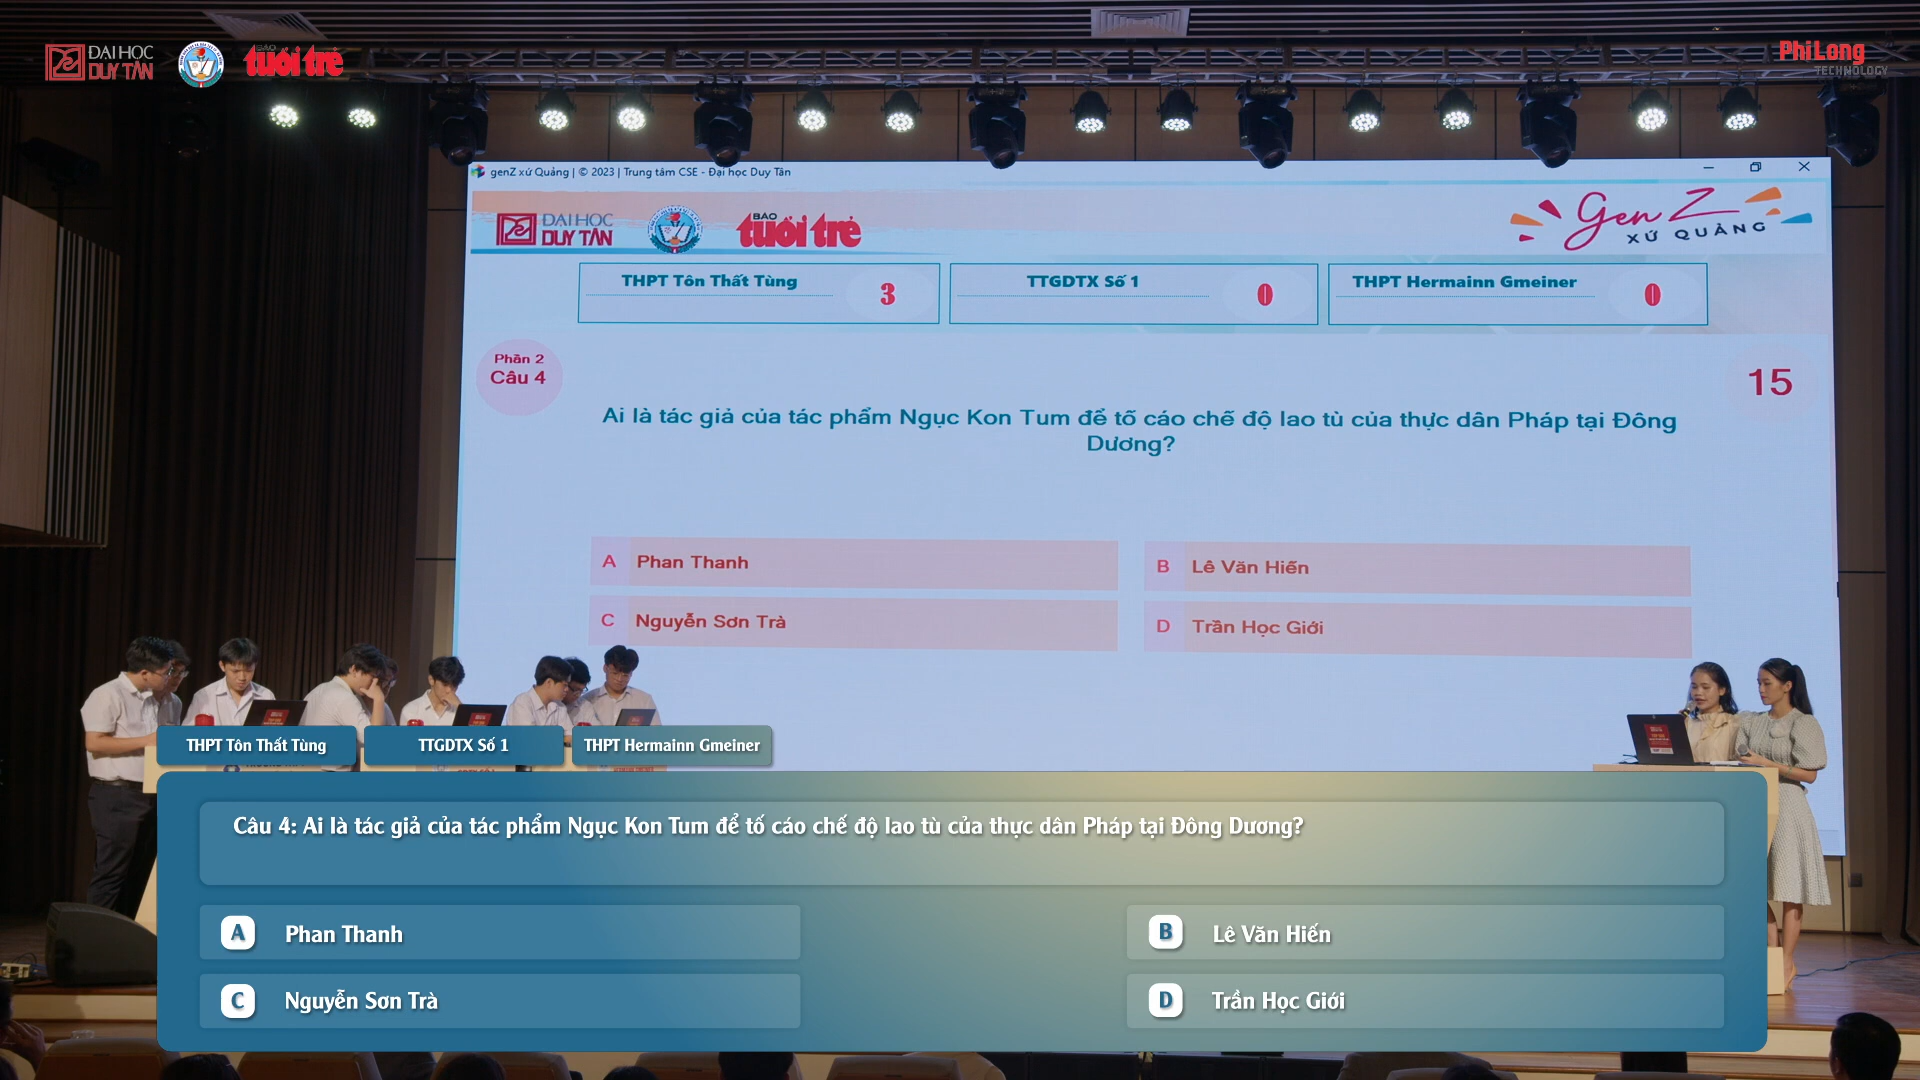 ĐẠI HỌC
DUY TÂN
BÁO
tuổi trẻ
PhiLong
TECHNOLOGY
genZ xứ Quảng | © 2023 | Trung tâm CSE - Đại học Duy Tân
ĐẠI HỌC
DUY TÂN
BÁO
tuổi trẻ
Gen Z
XỨ QUẢNG
THPT Tôn Thất Tùng
3
TTGDTX Số 1
0
THPT Hermainn Gmeiner
0
Phần 2
Câu 4
15
Ai là tác giả của tác phẩm Ngục Kon Tum để tố cáo chế độ lao tù của thực dân Pháp tại Đông
Dương?
A Phan Thanh
B Lê Văn Hiến
C Nguyễn Sơn Trà
D Trần Học Giới
THPT Tôn Thất Tùng
TTGDTX Số 1
THPT Hermainn Gmeiner
Câu 4: Ai là tác giả của tác phẩm Ngục Kon Tum để tố cáo chế độ lao tù của thực dân Pháp tại Đông Dương?
A Phan Thanh
B Lê Văn Hiến
C Nguyễn Sơn Trà
D Trần Học Giới